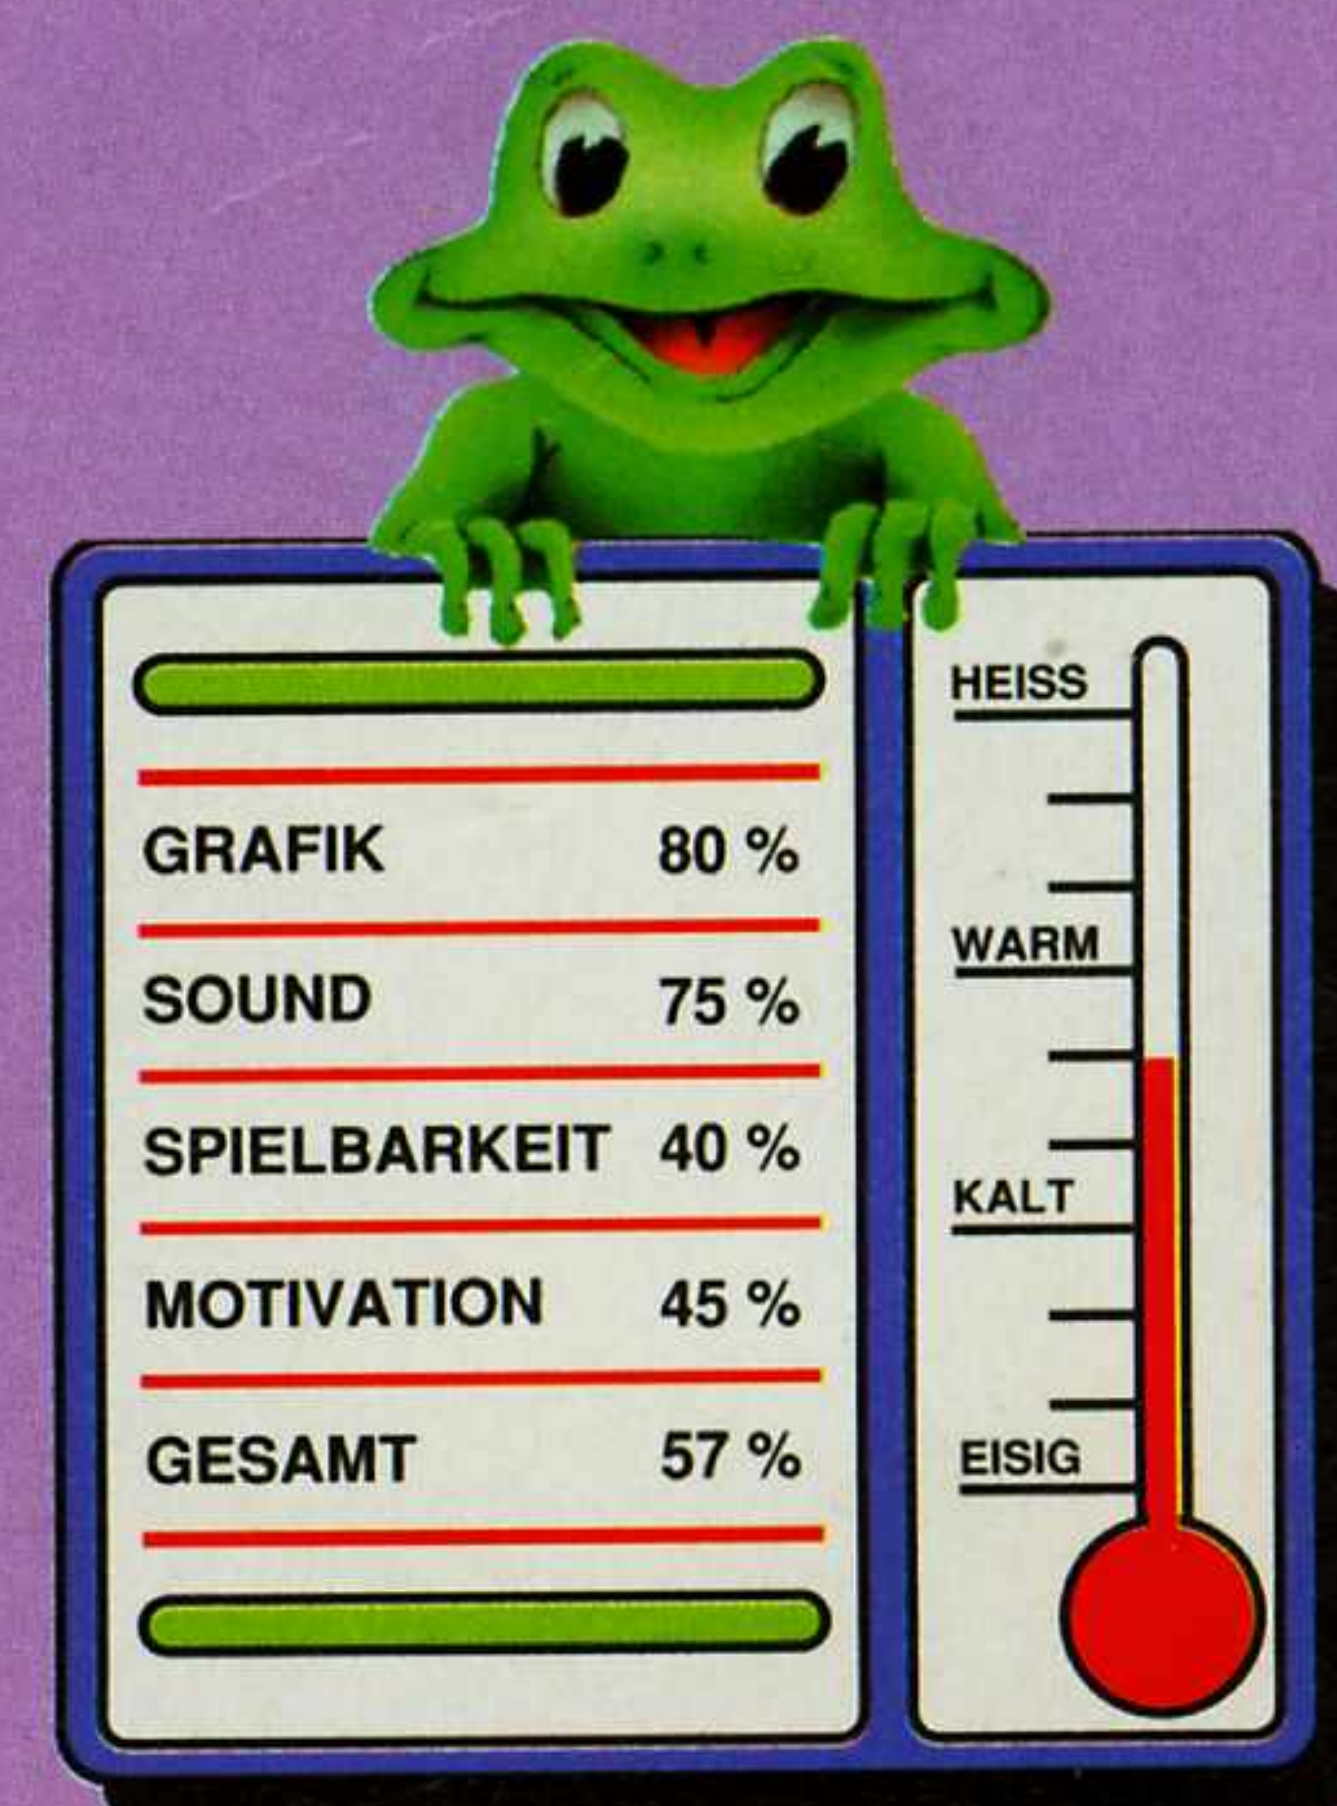 GRAFIK 80 %
SOUND 75 %
SPIELBARKEIT 40 %
MOTIVATION 45 %
GESAMT 57 %
HEISS
WARM
KALT
EISIG